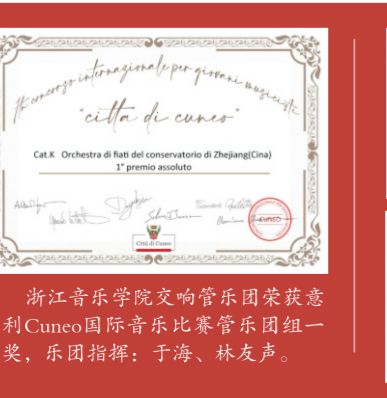 concorso internazionale per giovani musicisti
"città di cuneo"
Cat.K Orchestra di fiati del conservatorio di Zhejiang(Cina)
1° premio assoluto
Città di Cuneo
CUNEO
浙江音乐学院交响管乐团荣获意
利Cuneo国际音乐比赛管乐团组一
奖，乐团指挥：于海、林友声。